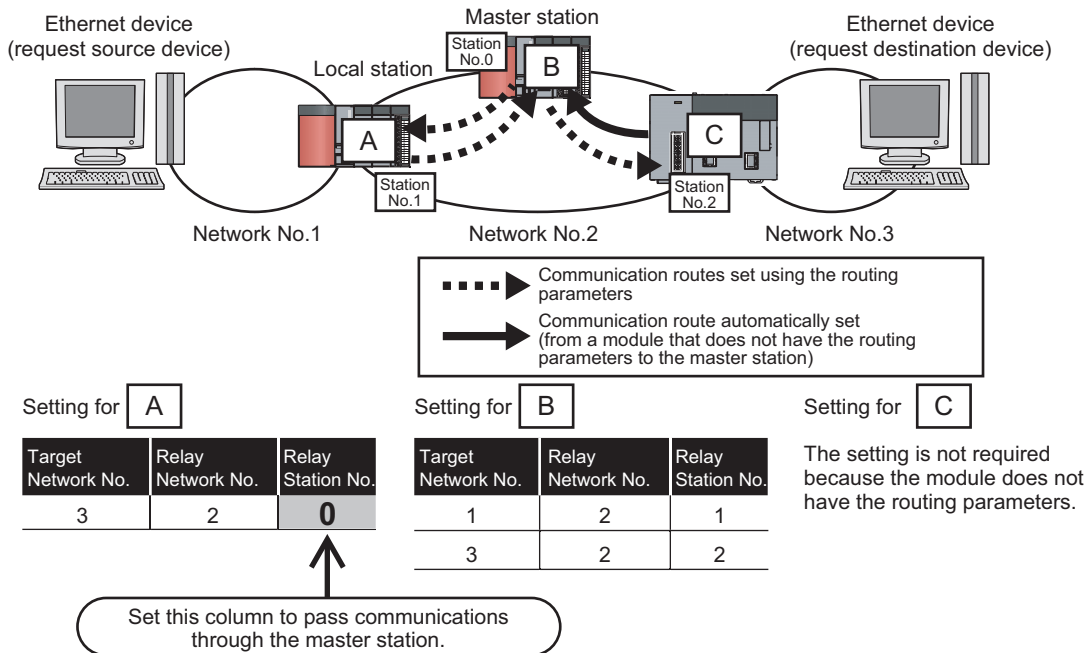 Ethernet device
(request source device)
Master station
Ethernet device
(request destination device)
Station
No.0
B
Local station
A
C
Station
No.1
Station
No.2
Network No.1
Network No.2
Network No.3
Communication routes set using the routing
parameters
Communication route automatically set
(from a module that does not have the routing
parameters to the master station)
Setting for A
Target
Network No.
Relay
Network No.
Relay
Station No.
3 2 0
Set this column to pass communications
through the master station.
Setting for B
Target
Network No.
Relay
Network No.
Relay
Station No.
1 2 1
3 2 2
Setting for C
The setting is not required
because the module does not
have the routing parameters.